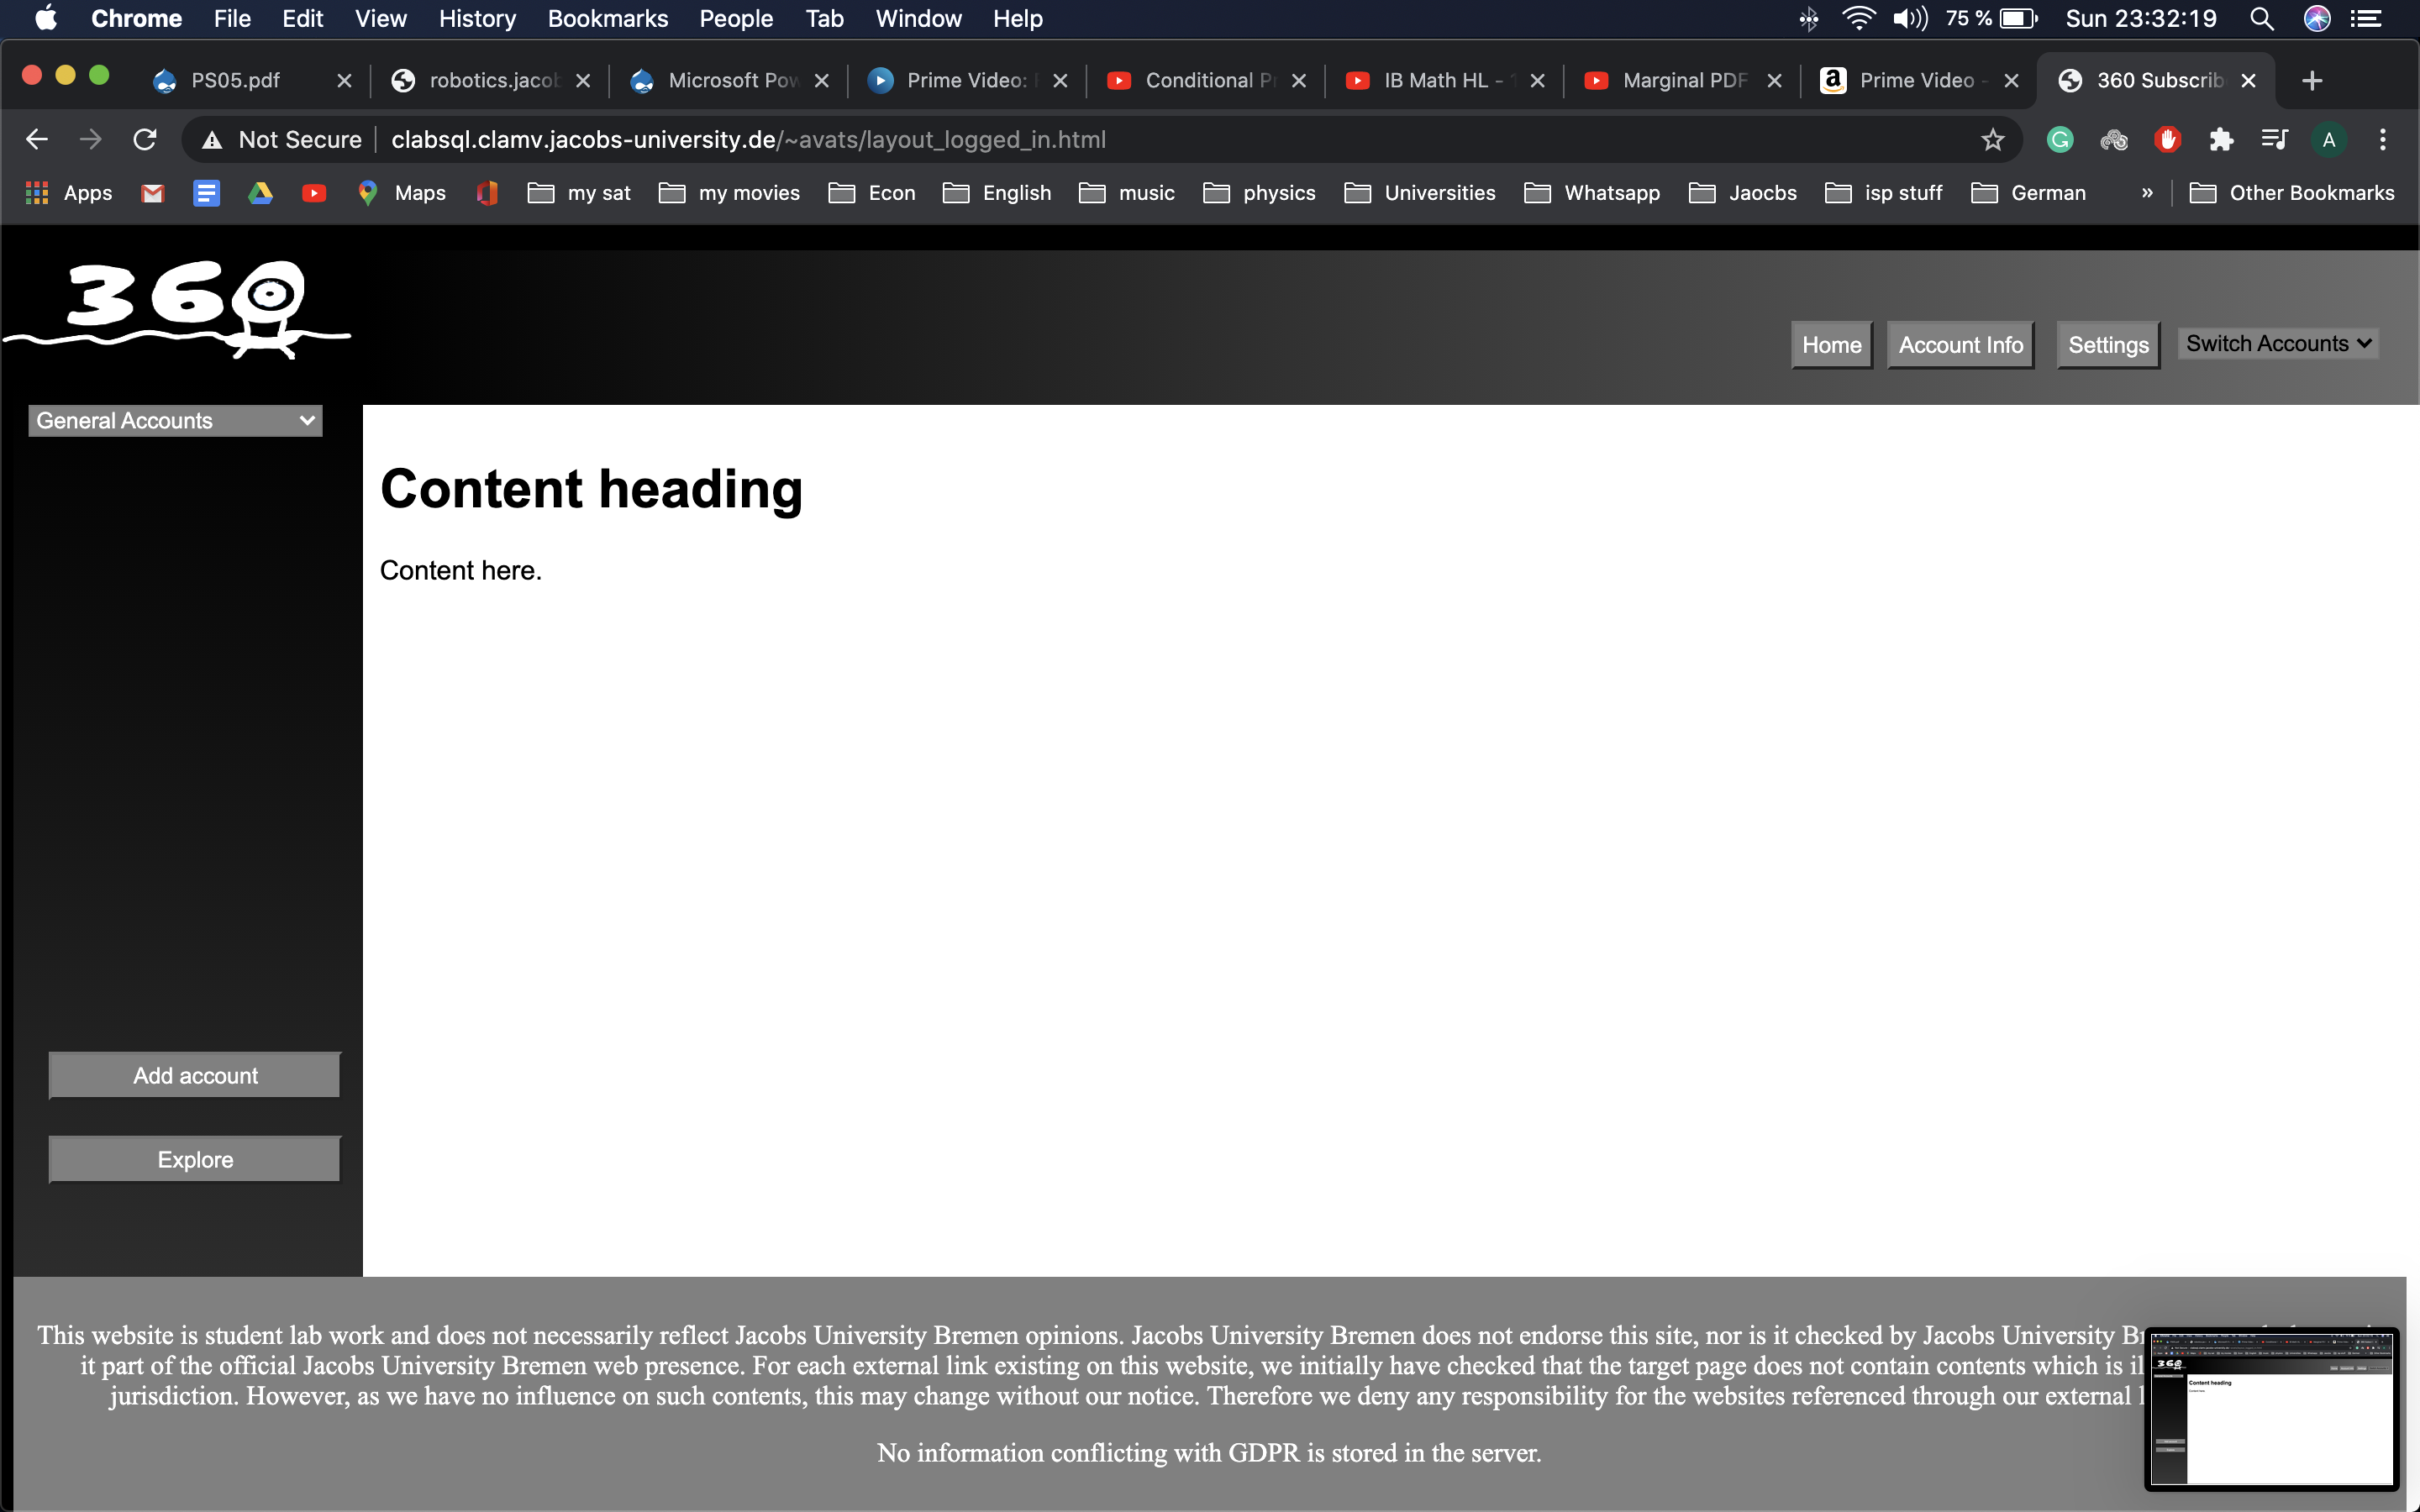 Chrome File Edit View History Bookmarks People Tab Window Help 75 % Sun 23:32:19
PS05.pdf robotics.jacob Microsoft Pow Prime Video: Conditional Pr IB Math HL - Marginal PDF Prime Video - 360 Subscrib
Not Secure clabsql.clamv.jacobs-university.de/~avats/layout_logged_in.html A
Apps Maps my sat my movies Econ English music physics Universities Whatsapp Jaocbs isp stuff German » Other Bookmarks
360
Home Account Info Settings Switch Accounts
General Accounts
Content heading
Content here.
Add account
Explore
This website is student lab work and does not necessarily reflect Jacobs University Bremen opinions. Jacobs University Bremen does not endorse this site, nor is it checked by Jacobs University
it part of the official Jacobs University Bremen web presence. For each external link existing on this website, we initially have checked that the target page does not contain contents which is
jurisdiction. However, as we have no influence on such contents, this may change without our notice. Therefore we deny any responsibility for the websites referenced through our external
No information conflicting with GDPR is stored in the server.
360
Content heading